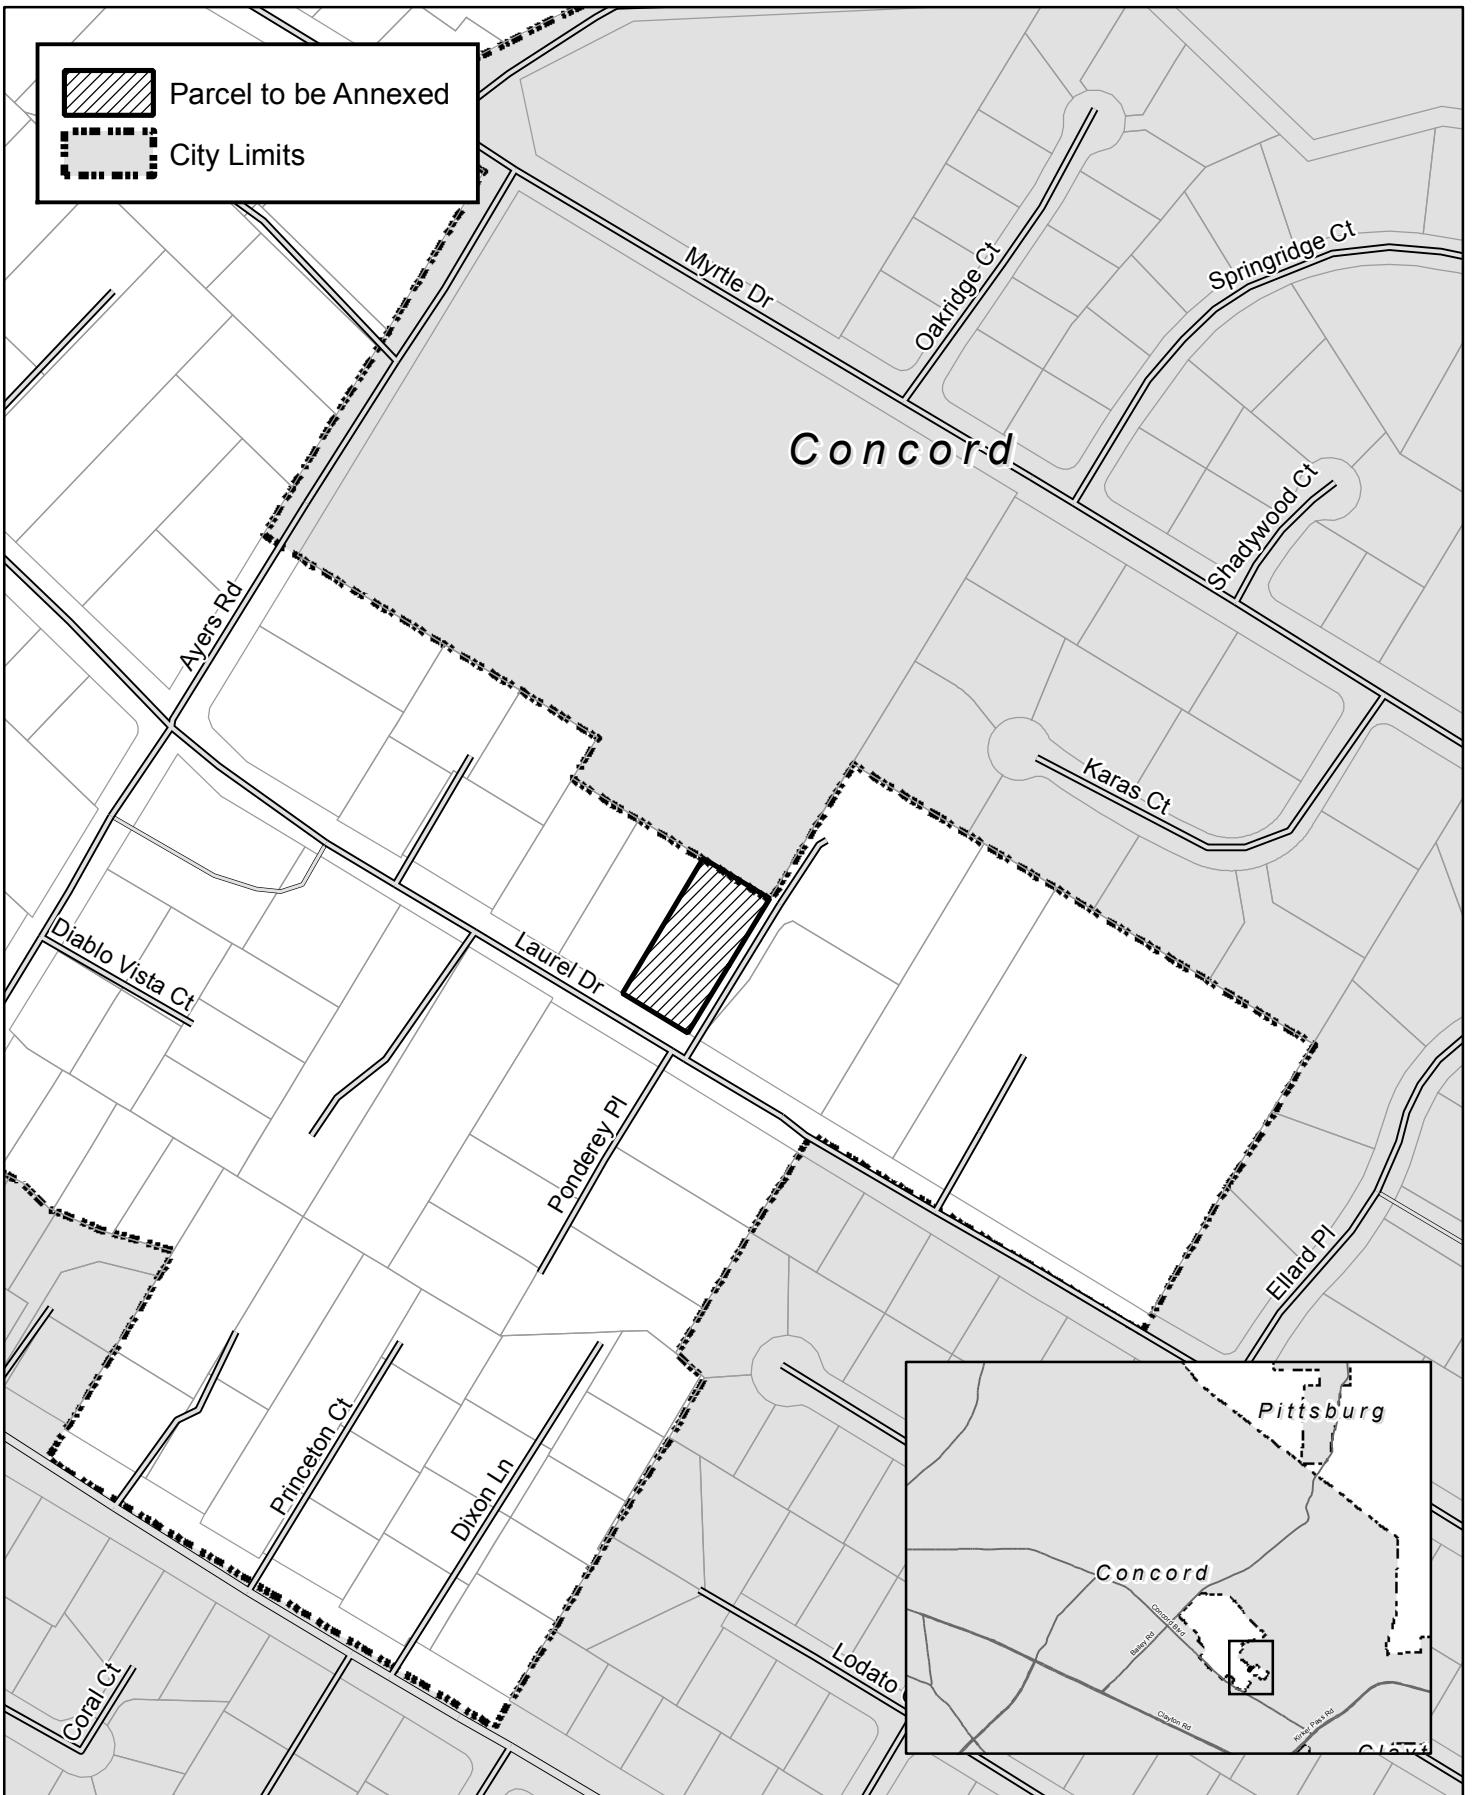 Parcel to be Annexed
City Limits
Myrtle Dr
Oakridge Ct
Springridge Ct
Concord
Shadywood Ct
Ayers Rd
Karas Ct
Diablo Vista Ct
Laurel Dr
Ponderey Pl
Ellard Pl
Princeton Ct
Dixon Ln
Lodato
Coral Ct
Pittsburg
Concord
Concord Blvd
Bailey Rd
Clayton Rd
Kirker Pass Rd